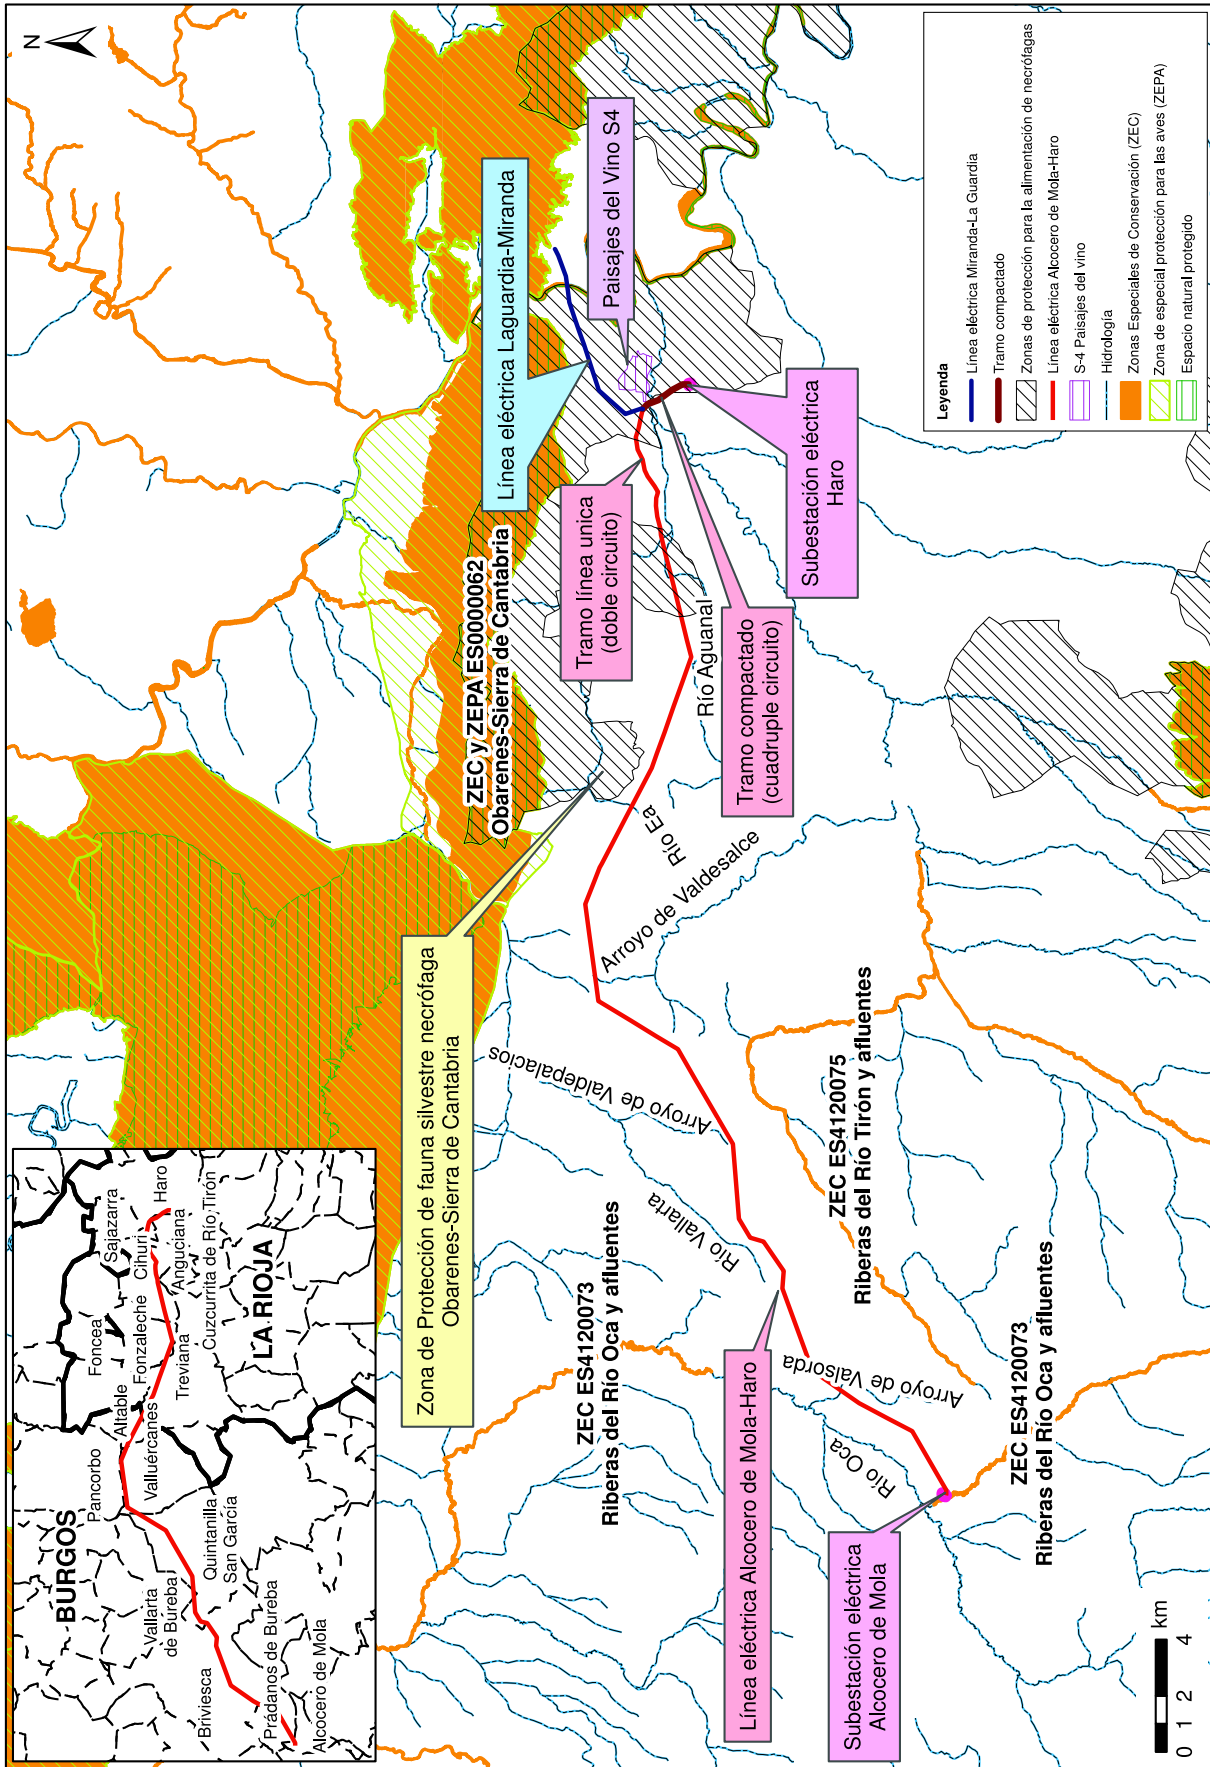 N
BURGOS
Pancorbo
Foncea
Sajazarra
Altable
Fonzaleche
Cihuri
Haro
Valluércanes
Treviana
Anguciana
Cuzcurrita de Río Tirón
LA RIOJA
Vallarta
de Bureba
Quintanilla
San García
Briviesca
Prádanos de Bureba
Alcocero de Mola
Zona de Protección de fauna silvestre necrófaga
Obarenes-Sierra de Cantabria
ZEC y ZEPA ES0000062
Obarenes-Sierra de Cantabria
Línea eléctrica Laguardia-Miranda
Paisajes del Vino S4
Tramo línea unica
(doble circuito)
Tramo compactado
(cuadruple circuito)
Subestación eléctrica
Haro
Río Aguanal
Río Ea
Arroyo de Valdesalce
Arroyo de Valdepalacios
Río Vallarta
ZEC ES4120073
Riberas del Río Oca y afluentes
ZEC ES4120075
Riberas del Río Tirón y afluentes
Línea eléctrica Alcocero de Mola-Haro
Arroyo de Valsorda
Río Oca
Subestación eléctrica
Alcocero de Mola
ZEC ES4120073
Riberas del Río Oca y afluentes
0 1 2 4
km
Leyenda
Línea eléctrica Miranda-La Guardia
Tramo compactado
Zonas de protección para la alimentación de necrófagas
Línea eléctrica Alcocero de Mola-Haro
S-4 Paisajes del vino
Hidrología
Zonas Especiales de Conservación (ZEC)
Zona de especial protección para las aves (ZEPA)
Espacio natural protegido